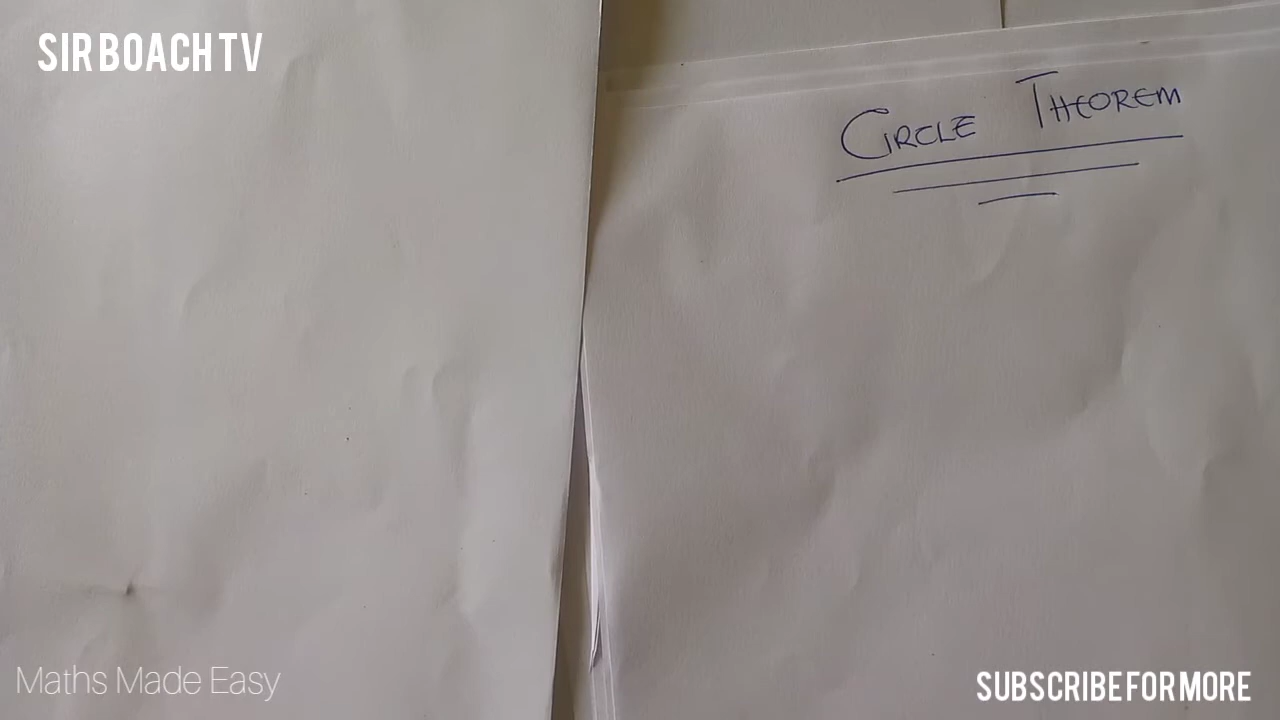 SIR BOACH TV
CIRCLE THEOREM
Maths Made Easy
SUBSCRIBE FOR MORE